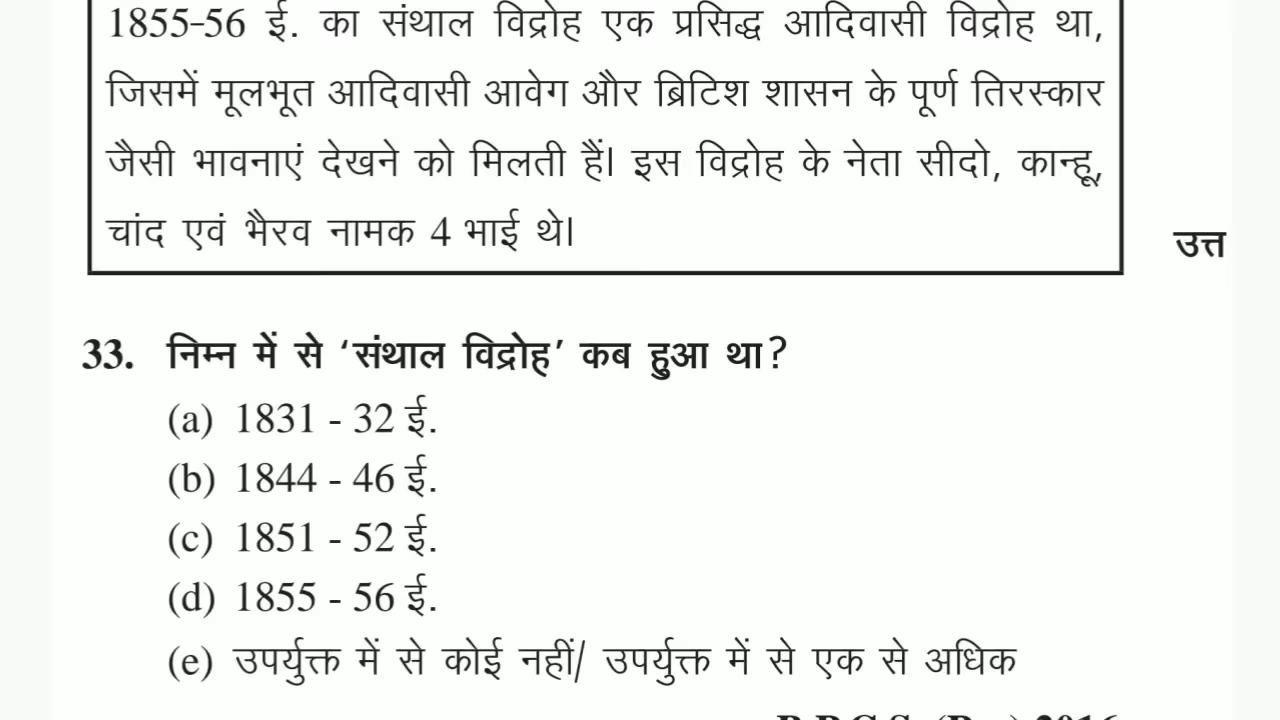 1855-56 ई. का संथाल विद्रोह एक प्रसिद्ध आदिवासी विद्रोह था,
जिसमें मूलभूत आदिवासी आवेग और ब्रिटिश शासन के पूर्ण तिरस्कार
जैसी भावनाएं देखने को मिलती हैं। इस विद्रोह के नेता सीदो, कान्हू,
चांद एवं भैरव नामक 4 भाई थे।
उत्त
33. निम्न में से ‘संथाल विद्रोह’ कब हुआ था?
(a) 1831 - 32 ई.
(b) 1844 - 46 ई.
(c) 1851 - 52 ई.
(d) 1855 - 56 ई.
(e) उपर्युक्त में से कोई नहीं/ उपर्युक्त में से एक से अधिक